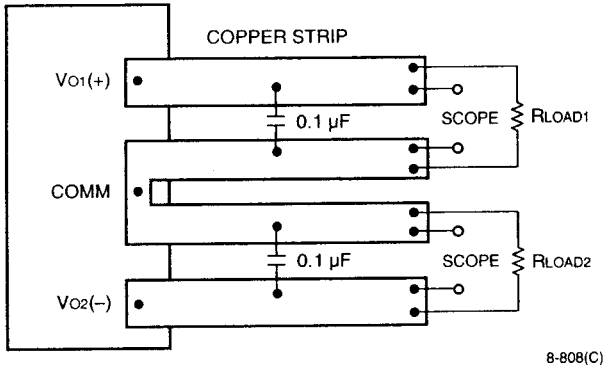 COPPER STRIP
VO1(+)
SCOPE
RLOAD1
0.1 µF
COMM
0.1 µF
SCOPE
RLOAD2
VO2(–)
8-808(C)